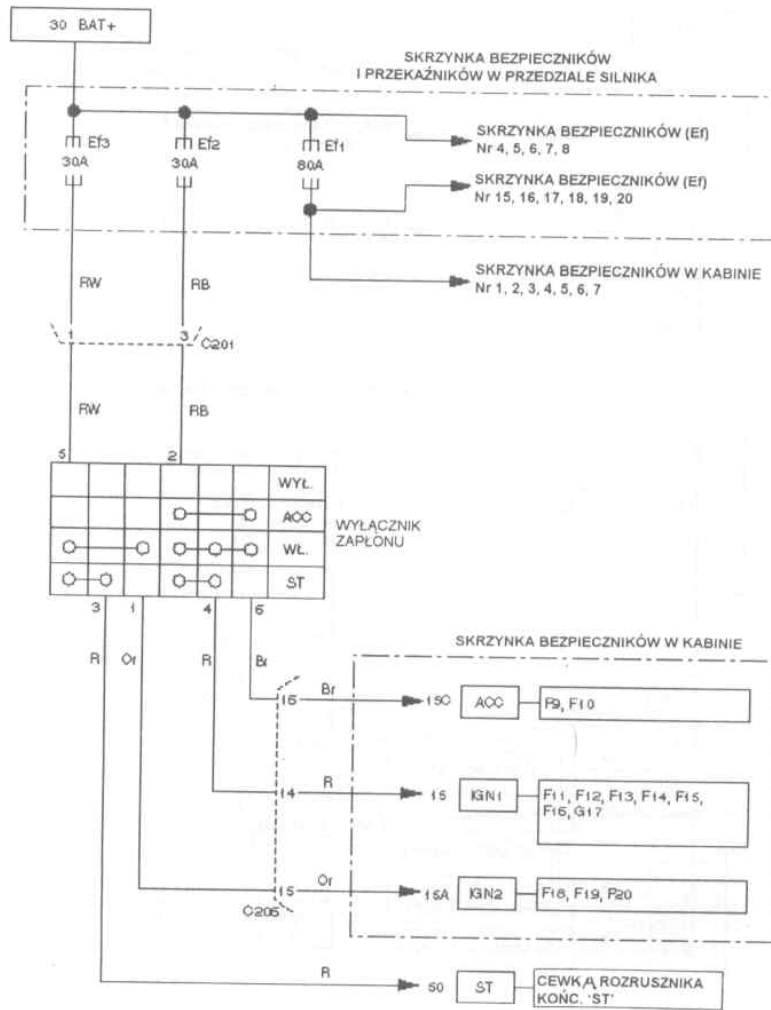 30 BAT+
SKRZYNKA BEZPIECZNIKÓW
I PRZEKAŹNIKÓW W PRZEDZIALE SILNIKA
Ef3
30A
Ef2
30A
Ef1
80A
SKRZYNKA BEZPIECZNIKÓW (Ef)
Nr 4, 5, 6, 7, 8
SKRZYNKA BEZPIECZNIKÓW (Ef)
Nr 15, 16, 17, 18, 19, 20
SKRZYNKA BEZPIECZNIKÓW W KABINIE
Nr 1, 2, 3, 4, 5, 6, 7
RW
RB
1
3
C201
RW
RB
5
2
WYŁ.
ACC
WŁ.
ST
WYŁĄCZNIK
ZAPŁONU
3
1
4
6
R
Or
R
Br
SKRZYNKA BEZPIECZNIKÓW W KABINIE
16
Br
15C
ACC
F9, F10
14
R
15
IGN1
F11, F12, F13, F14, F15,
F16, G17
15
Or
15A
IGN2
F18, F19, F20
C205
R
50
ST
CEWKA ROZRUSZNIKA
KOŃC. 'ST'